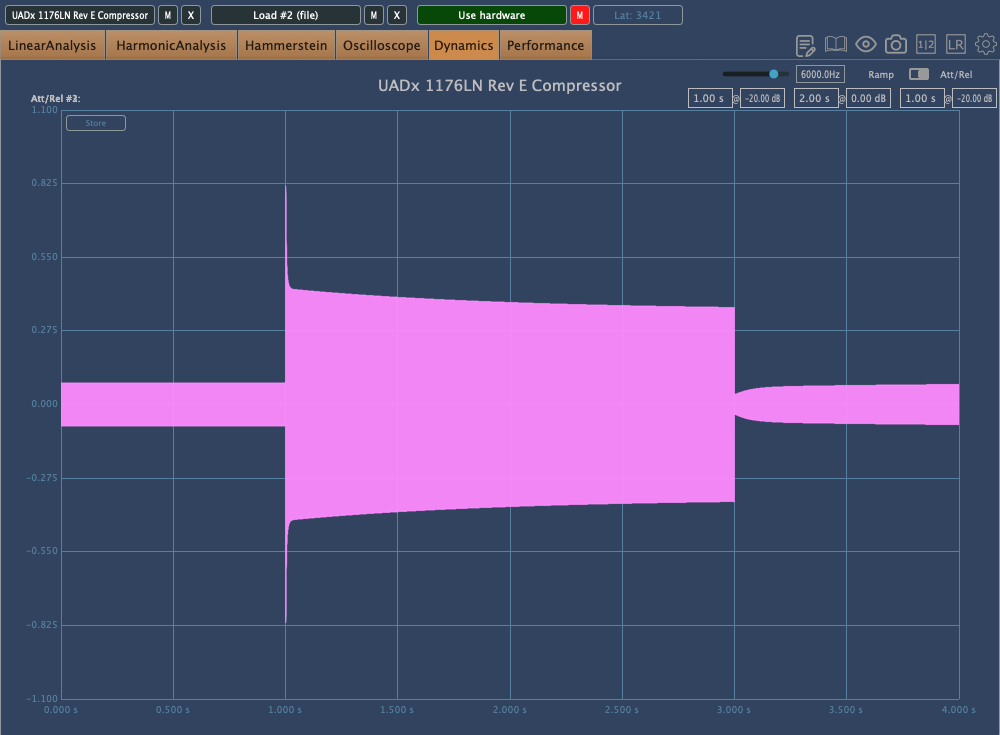 UADx 1176LN Rev E Compressor M X Load #2 (file) M X Use hardware M Lat: 3421
LinearAnalysis HarmonicAnalysis Hammerstein Oscilloscope Dynamics Performance 1|2 LR
6000.0Hz Ramp Att/Rel
UADx 1176LN Rev E Compressor
1.00 s @ -20.00 dB 2.00 s @ 0.00 dB 1.00 s @ -20.00 dB
Att/Rel
1.100
Store
0.825
0.550
0.275
0.000
-0.275
-0.550
-0.825
-1.100
0.000 s 0.500 s 1.000 s 1.500 s 2.000 s 2.500 s 3.000 s 3.500 s 4.000 s